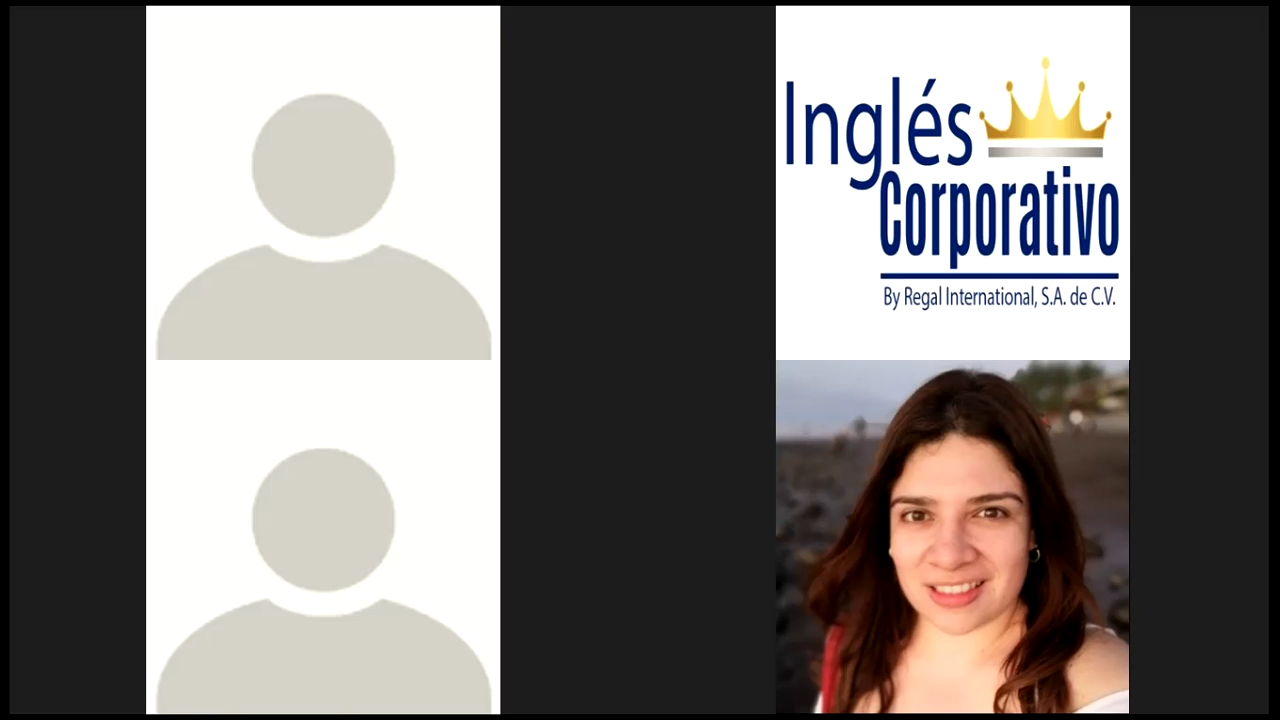 Inglés
Corporativo
By Regal International, S.A. de C.V.